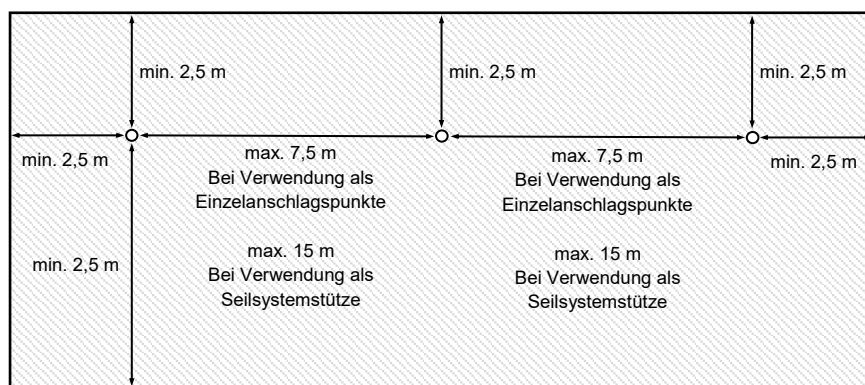 min. 2,5 m
min. 2,5 m
min. 2,5 m
min. 2,5 m
max. 7,5 m
Bei Verwendung als
Einzelanschlagspunkte
max. 7,5 m
Bei Verwendung als
Einzelanschlagspunkte
min. 2,5 m
min. 2,5 m
max. 15 m
Bei Verwendung als
Seilsystemstütze
max. 15 m
Bei Verwendung als
Seilsystemstütze